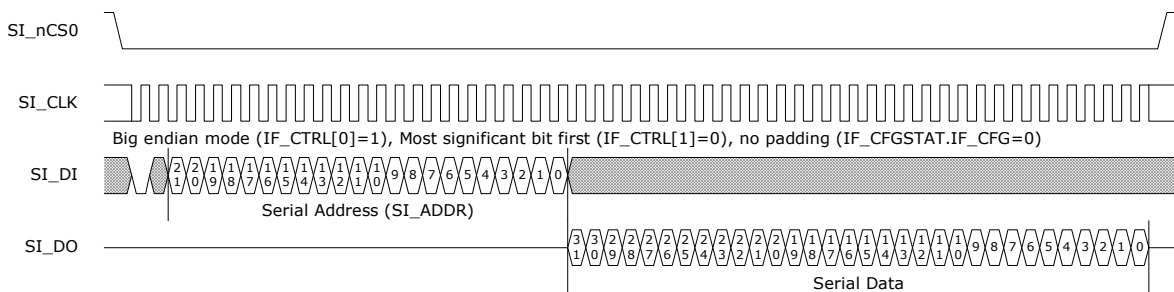 SI_nCS0
SI_CLK
Big endian mode (IF_CTRL[0]=1), Most significant bit first (IF_CTRL[1]=0), no padding (IF_CFGSTAT.IF_CFG=0)
SI_DI 21 20 19 18 17 16 15 14 13 12 11 10 9 8 7 6 5 4 3 2 1 0
Serial Address (SI_ADDR)
SI_DO 31 30 29 28 27 26 25 24 23 22 21 20 19 18 17 16 15 14 13 12 11 10 9 8 7 6 5 4 3 2 1 0
Serial Data